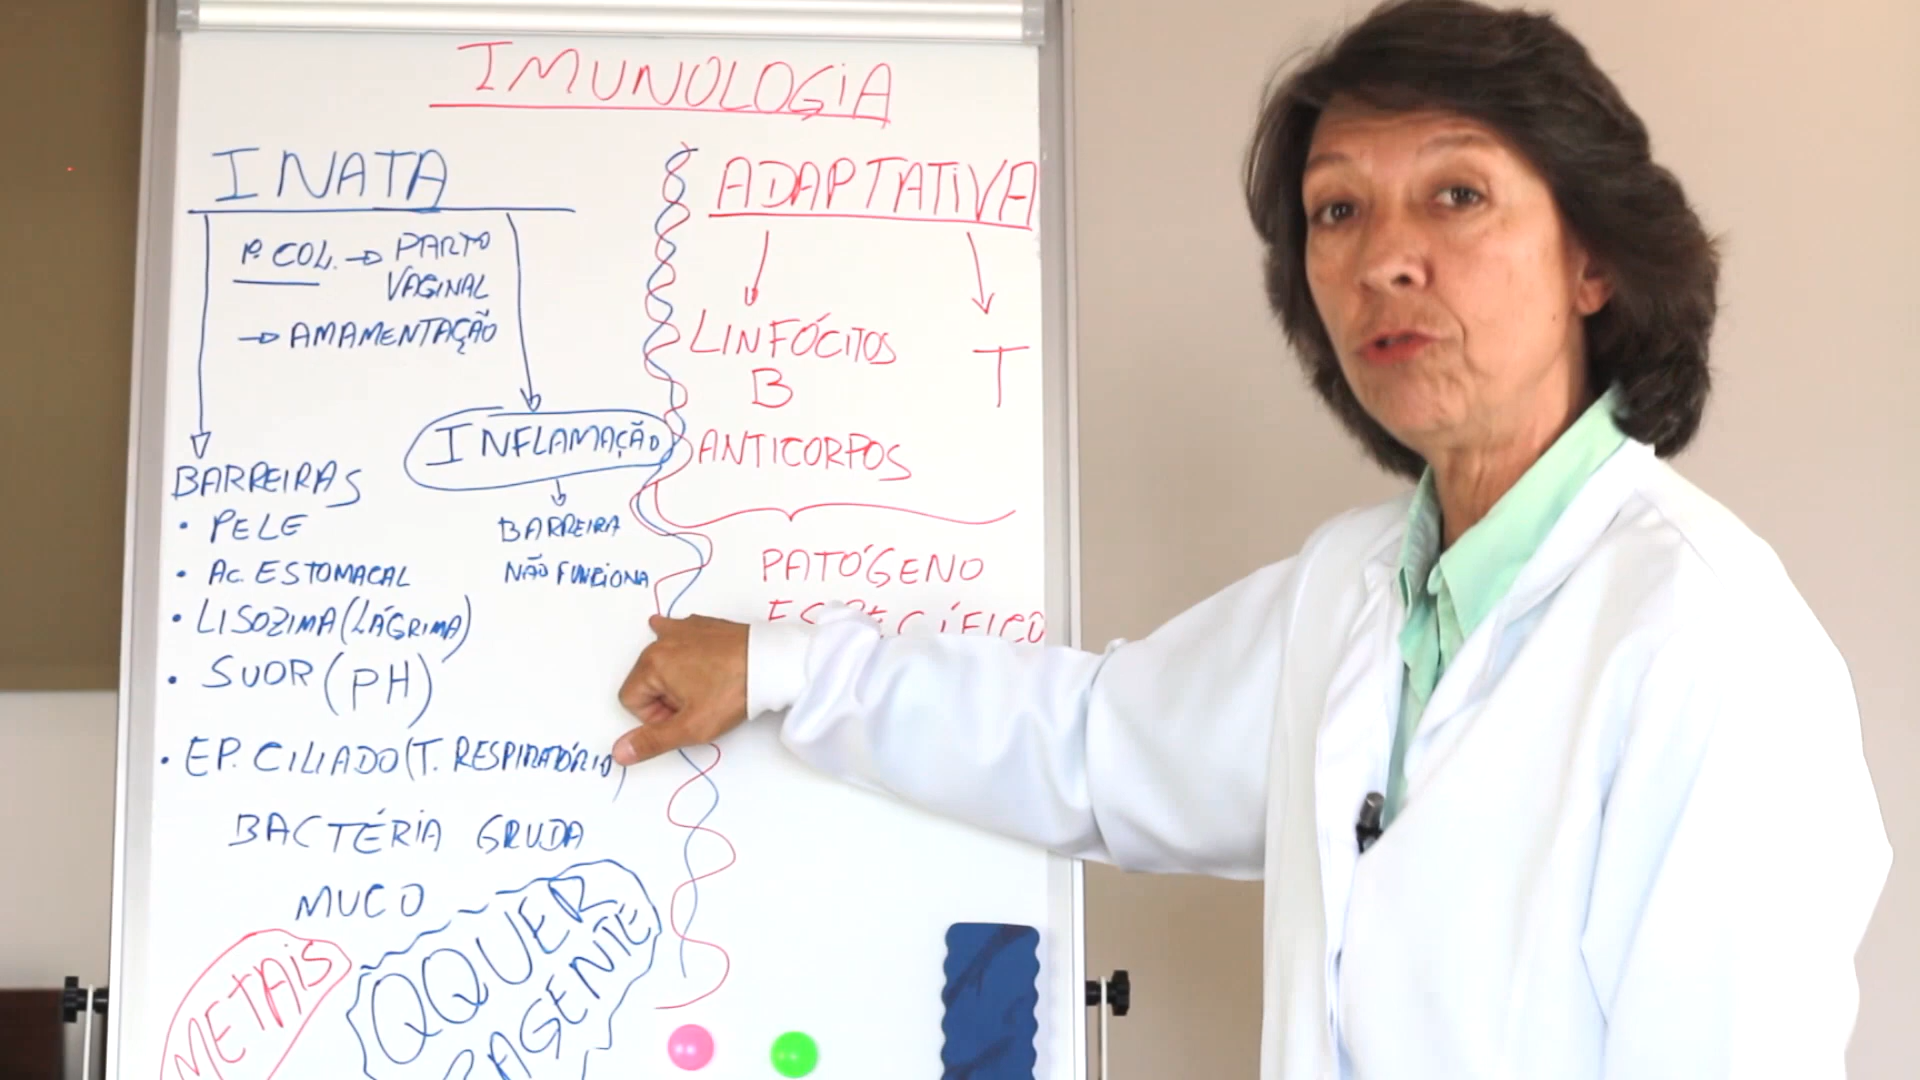 IMUNOLOGIA
INATA
1ª COL. → PARTO
VAGINAL
→ AMAMENTAÇÃO
BARREIRAS
• PELE
• AC. ESTOMACAL
• LISOZIMA (LÁGRIMA)
• SUOR (PH)
• EP. CILIADO (T. RESPIRATÓRIO)
BACTÉRIA GRUDA
MUCO
METAIS
QQUER
AGENTE
INFLAMAÇÃO
BARREIRA
NÃO FUNCIONA
ADAPTATIVA
LINFÓCITOS
B
T
ANTICORPOS
PATÓGENO
ESPECÍFICO